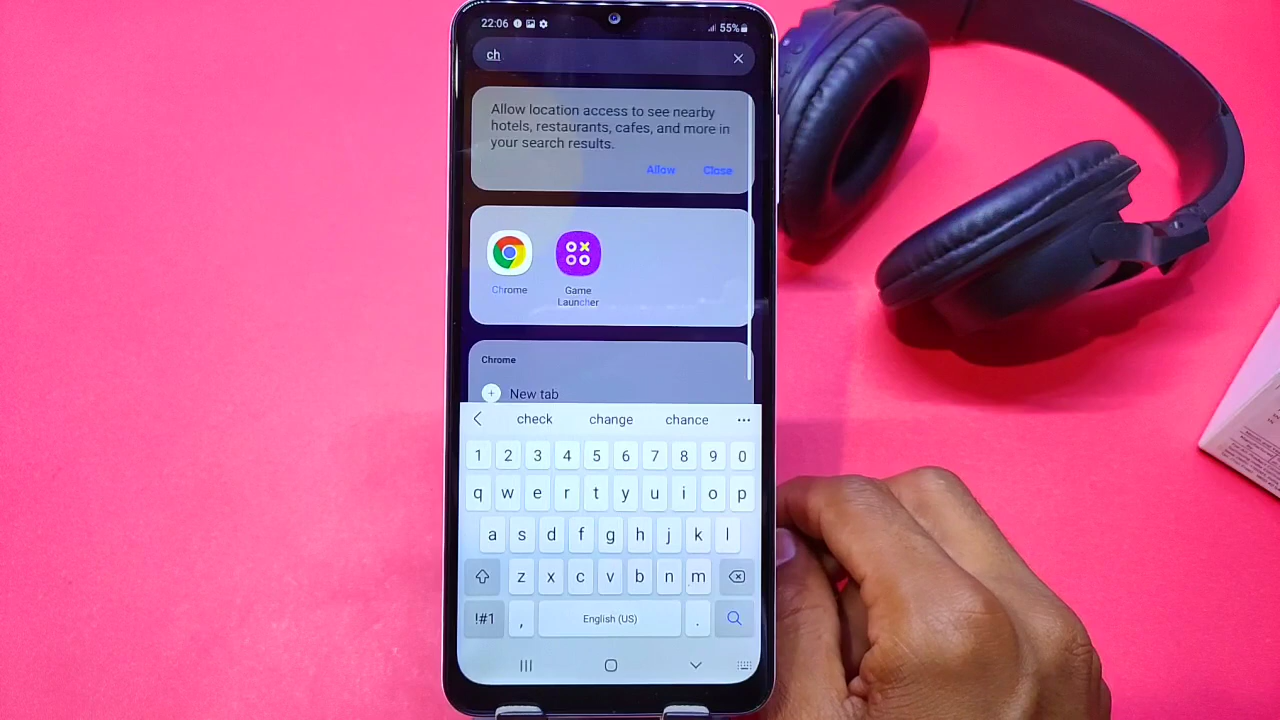 22:06
55%
ch
Allow location access to see nearby
hotels, restaurants, cafes, and more in
your search results.
Allow Close
Chrome
Game
Launcher
Chrome
New tab
check change chance
1 2 3 4 5 6 7 8 9 0
q w e r t y u i o p
a s d f g h j k l
z x c v b n m
!#1 , English (US) .